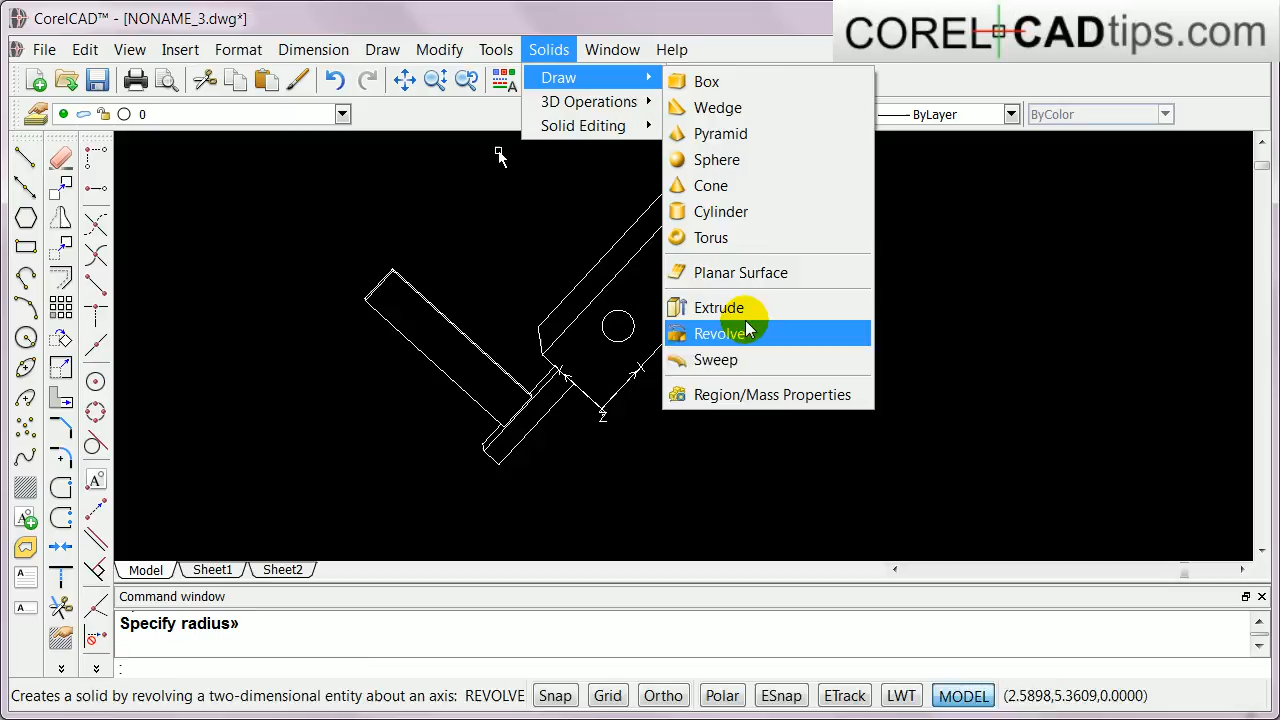 CorelCAD™ - [NONAME_3.dwg*]
COREL CADtips.com
File Edit View Insert Format Dimension Draw Modify Tools Solids Window Help
Draw
3D Operations
Solid Editing
Box
Wedge
Pyramid
Sphere
Cone
Cylinder
Torus
Planar Surface
Extrude
Revolve
Sweep
Region/Mass Properties
0
ByLayer
ByColor
Y
X
Z
Model Sheet1 Sheet2
Command window
Specify radius»
:
Creates a solid by revolving a two-dimensional entity about an axis: REVOLVE Snap Grid Ortho Polar ESnap ETrack LWT MODEL (2.5898,5.3609,0.0000)